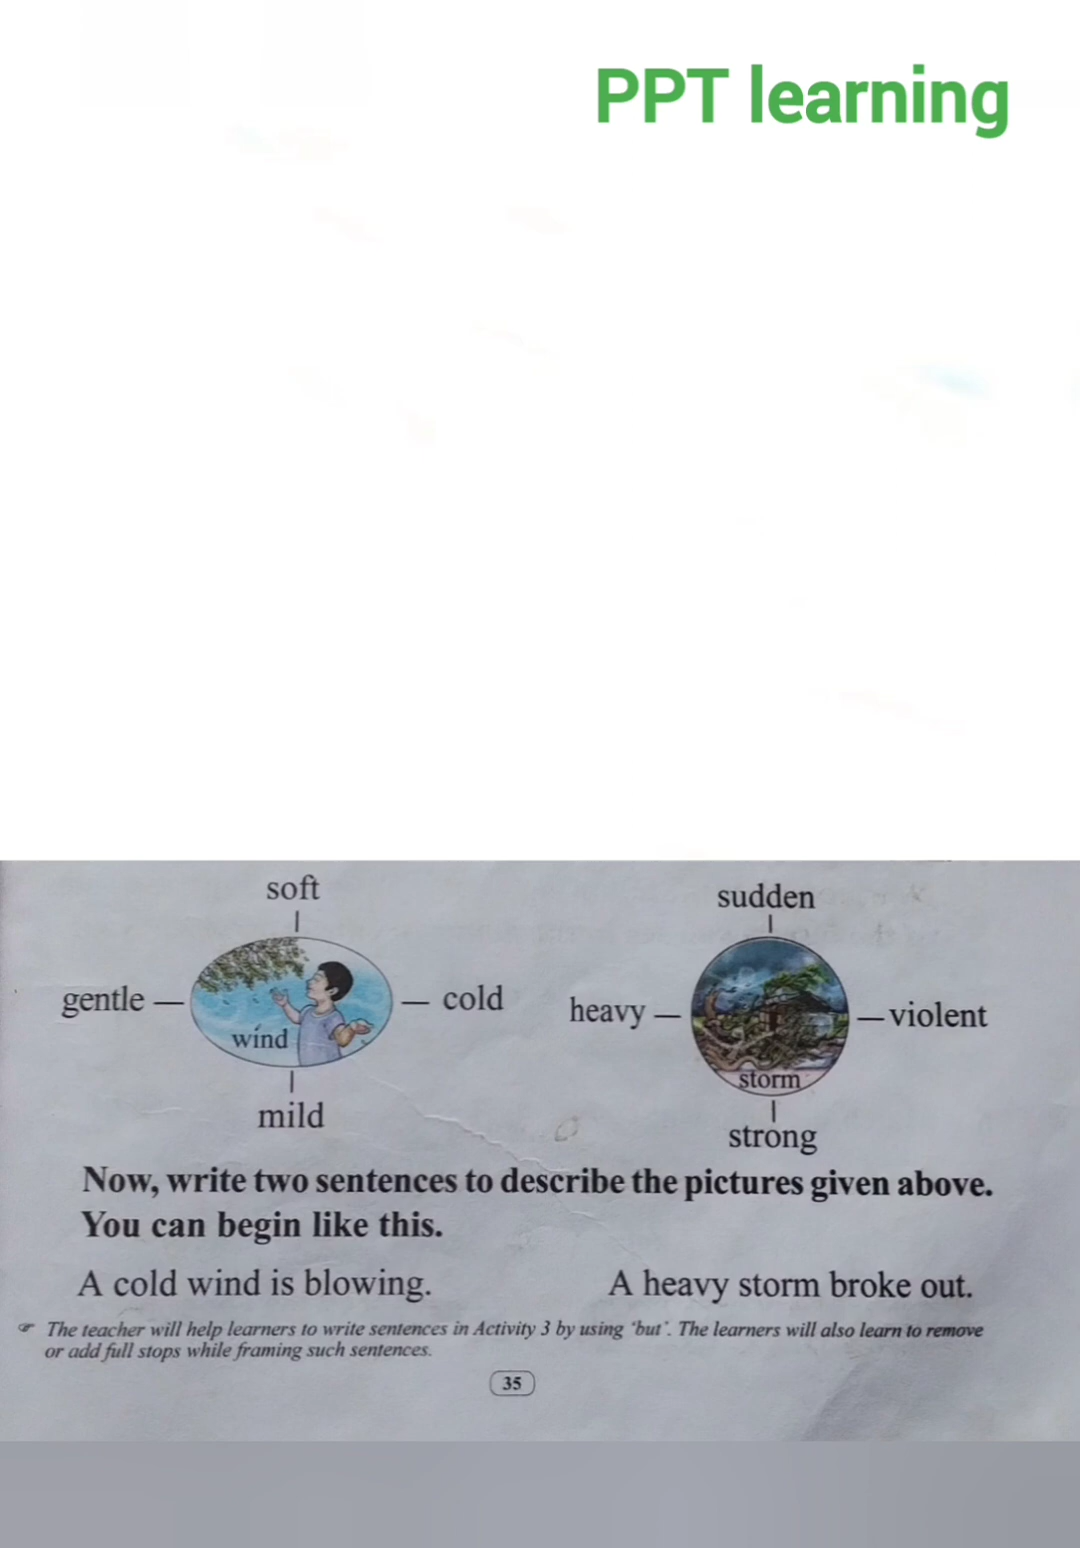 PPT learning
soft
sudden
gentle — — cold
heavy — — violent
wind
storm
mild
strong
Now, write two sentences to describe the pictures given above.
You can begin like this.
A cold wind is blowing. A heavy storm broke out.
☞ The teacher will help learners to write sentences in Activity 3 by using 'but'. The learners will also learn to remove
or add full stops while framing such sentences.
35